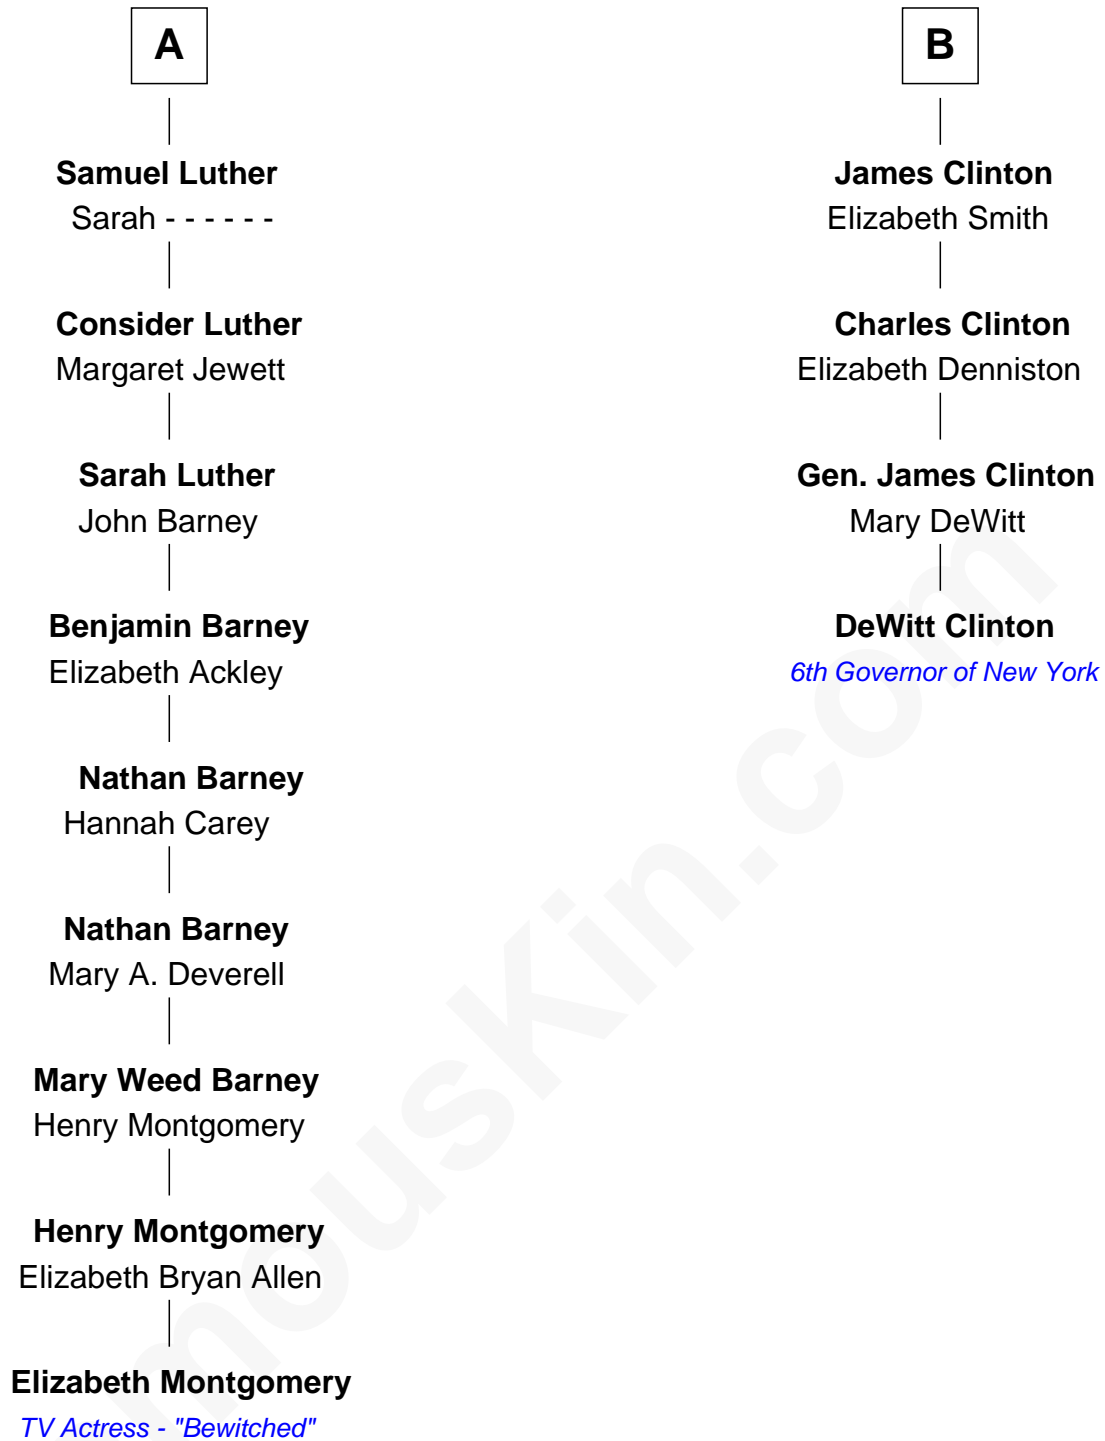 A
Samuel Luther
Sarah - - - - - -
Consider Luther
Margaret Jewett
Sarah Luther
John Barney
Benjamin Barney
Elizabeth Ackley
Nathan Barney
Hannah Carey
Nathan Barney
Mary A. Deverell
Mary Weed Barney
Henry Montgomery
Henry Montgomery
Elizabeth Bryan Allen
Elizabeth Montgomery
TV Actress - "Bewitched"
B
James Clinton
Elizabeth Smith
Charles Clinton
Elizabeth Denniston
Gen. James Clinton
Mary DeWitt
DeWitt Clinton
6th Governor of New York
mousKin.com